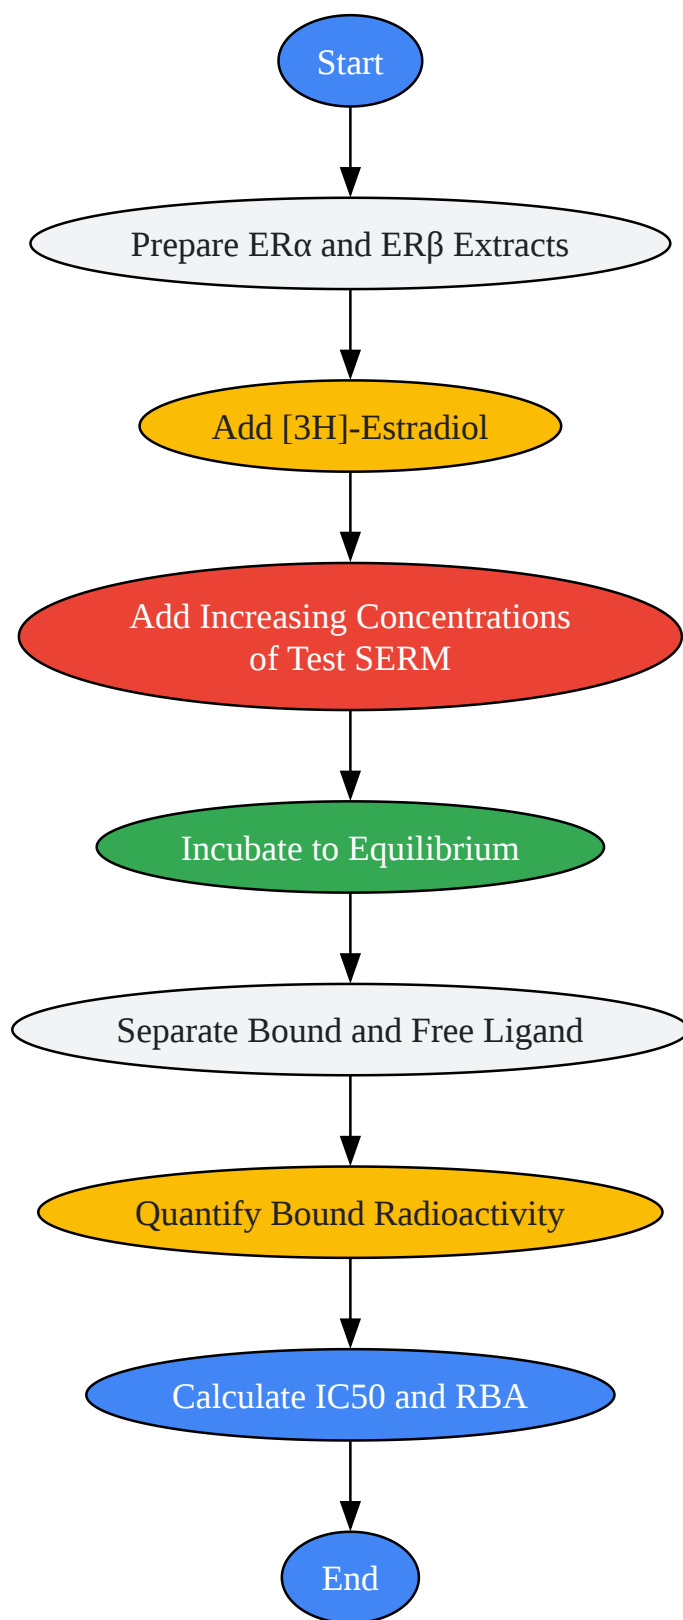 Start
Prepare ERα and ERβ Extracts
Add [3H]-Estradiol
Add Increasing Concentrations
of Test SERM
Incubate to Equilibrium
Separate Bound and Free Ligand
Quantify Bound Radioactivity
Calculate IC50 and RBA
End